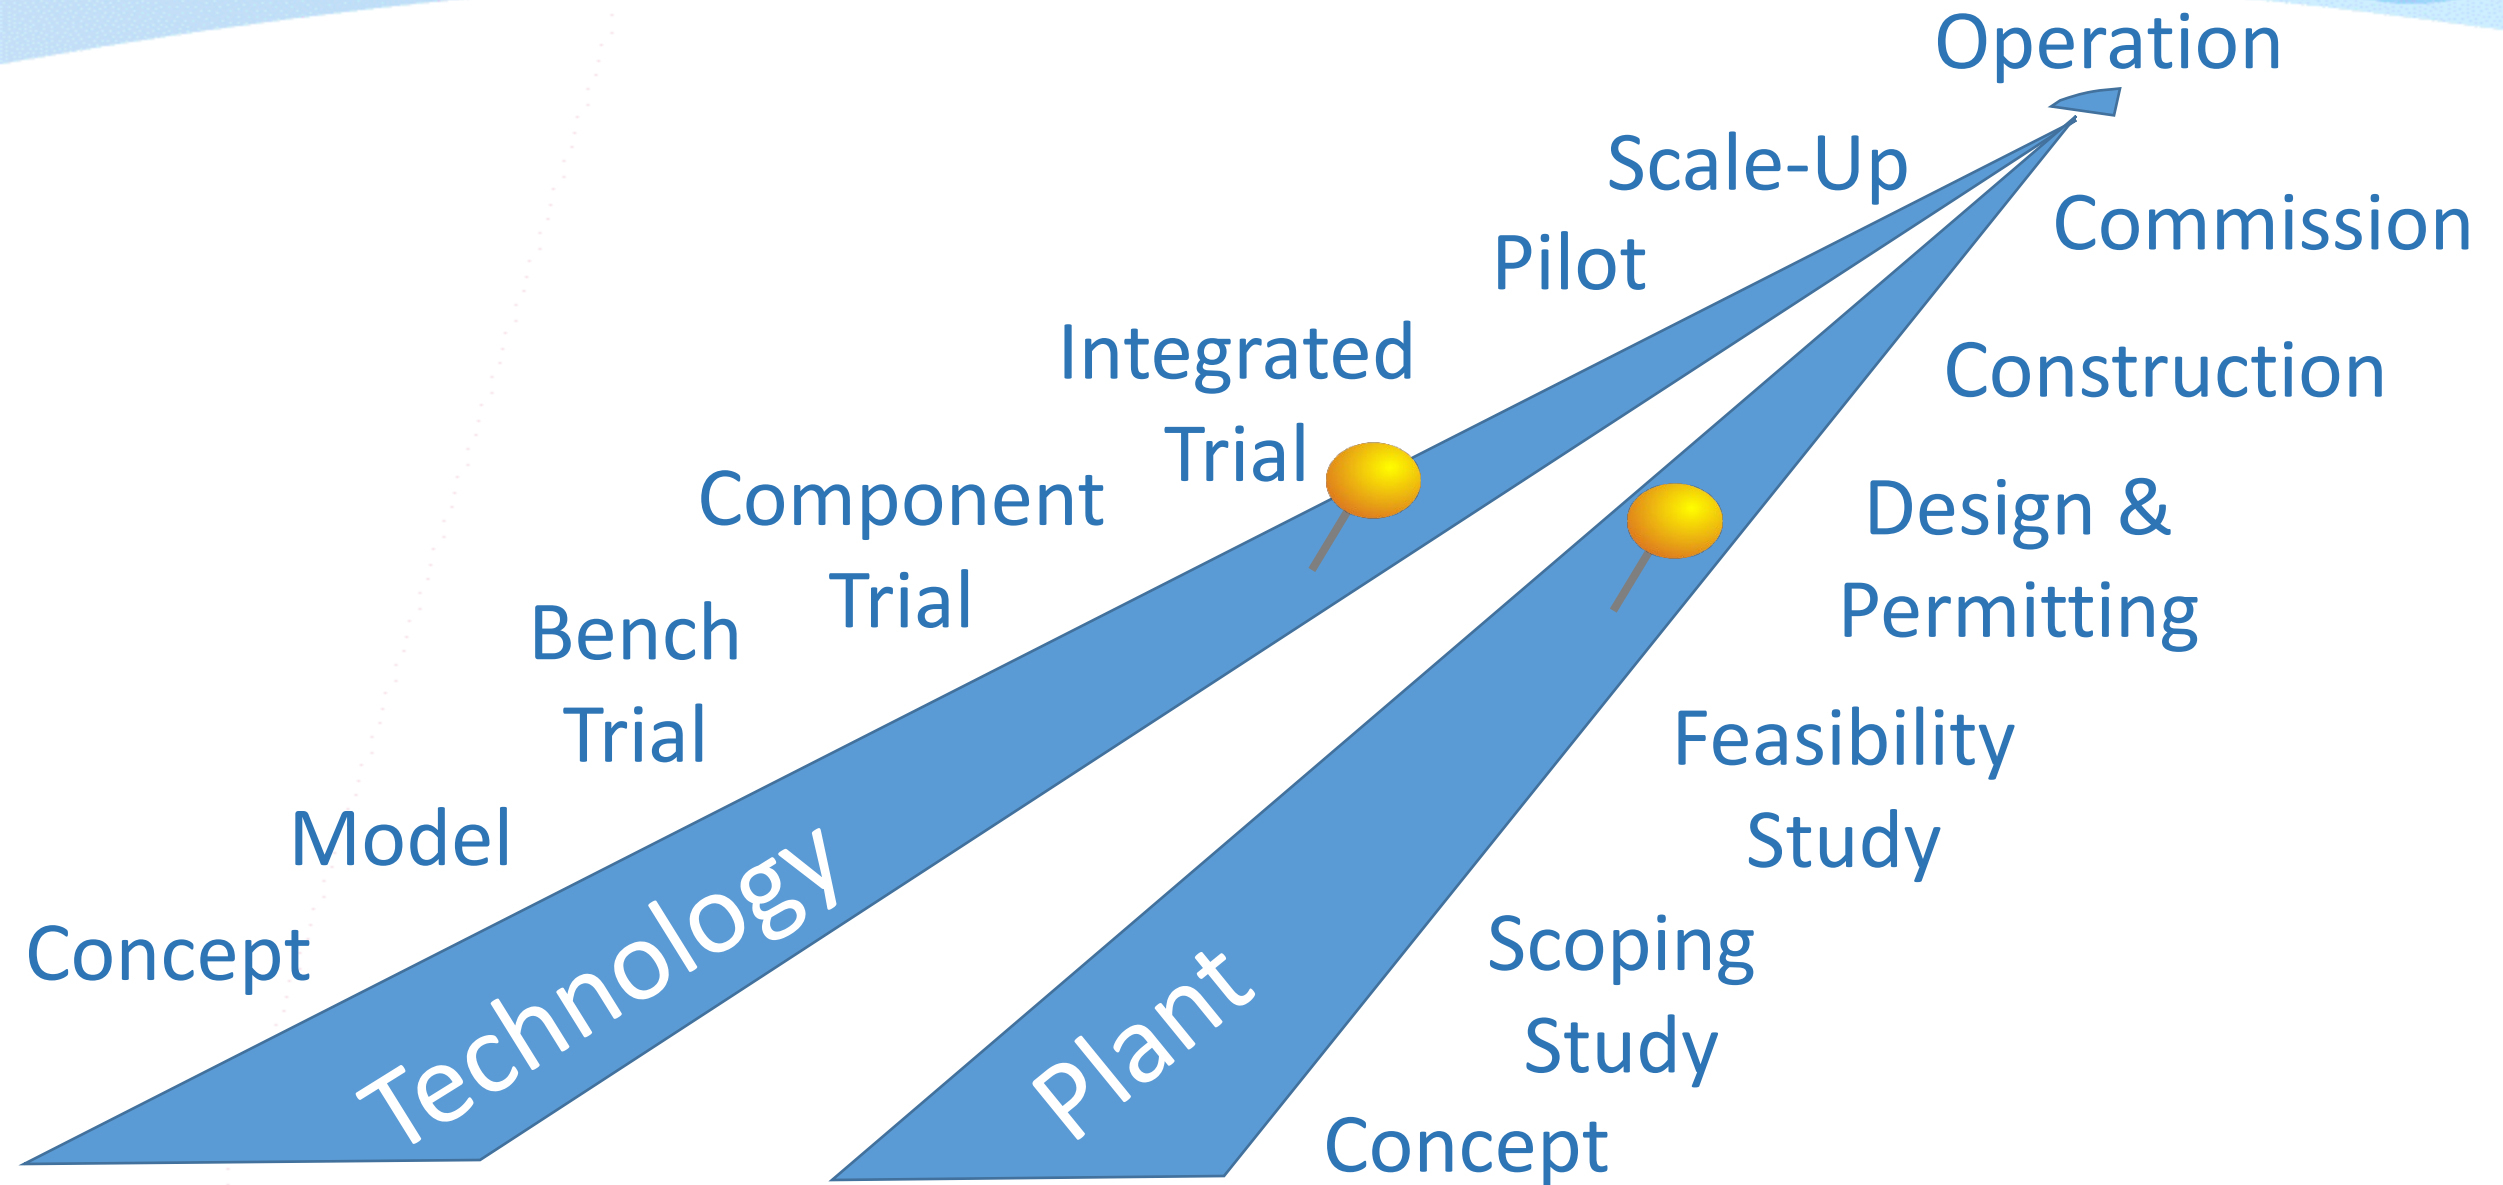 Operation
Scale-Up
Commission
Pilot
Integrated
Trial
Construction
Component
Trial
Design &
Permitting
Bench
Trial
Feasibility
Study
Model
Technology
Concept
Plant
Scoping
Study
Concept